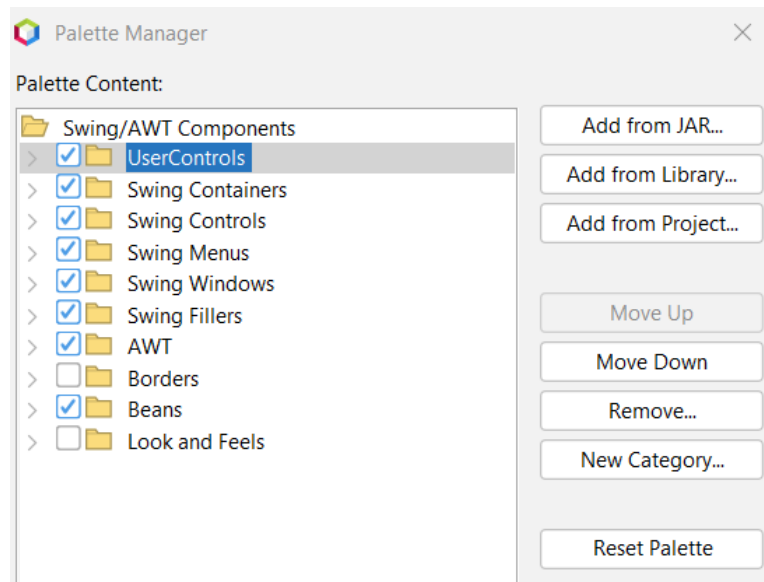 Palette Manager
Palette Content:
Swing/AWT Components
UserControls
Swing Containers
Swing Controls
Swing Menus
Swing Windows
Swing Fillers
AWT
Borders
Beans
Look and Feels
Add from JAR...
Add from Library...
Add from Project...
Move Up
Move Down
Remove...
New Category...
Reset Palette